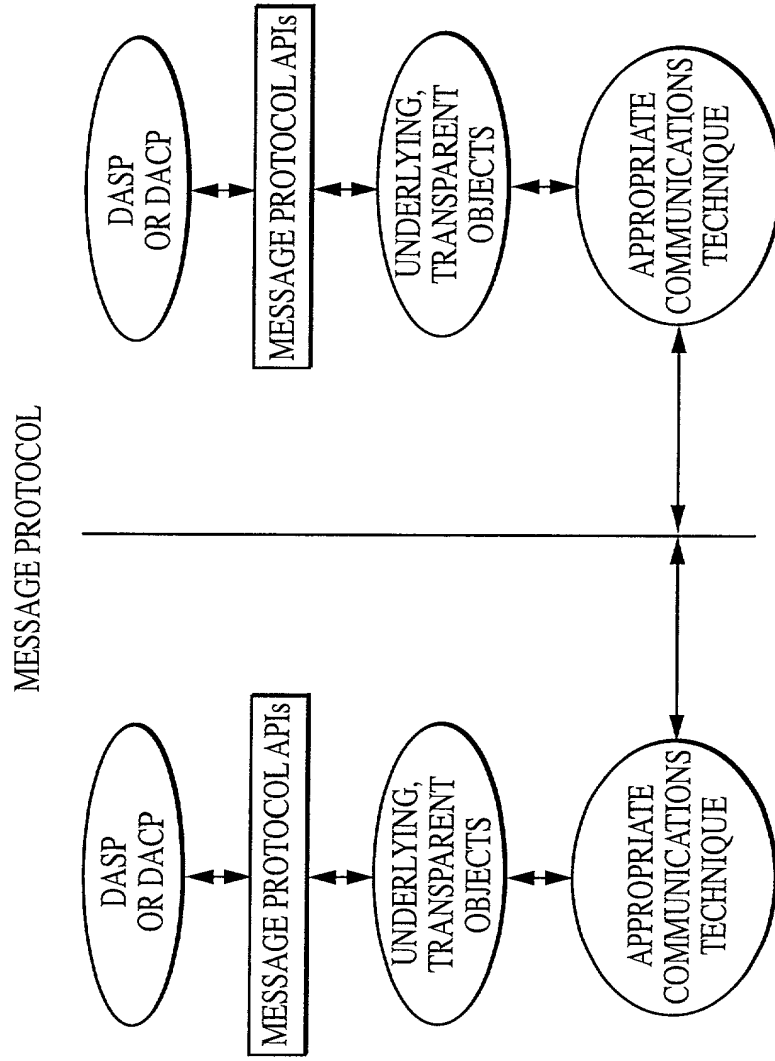 MESSAGE PROTOCOL
DASP
OR DACP
MESSAGE PROTOCOL APIs
UNDERLYING,
TRANSPARENT
OBJECTS
APPROPRIATE
COMMUNICATIONS
TECHNIQUE
DASP
OR DACP
MESSAGE PROTOCOL APIs
UNDERLYING,
TRANSPARENT
OBJECTS
APPROPRIATE
COMMUNICATIONS
TECHNIQUE